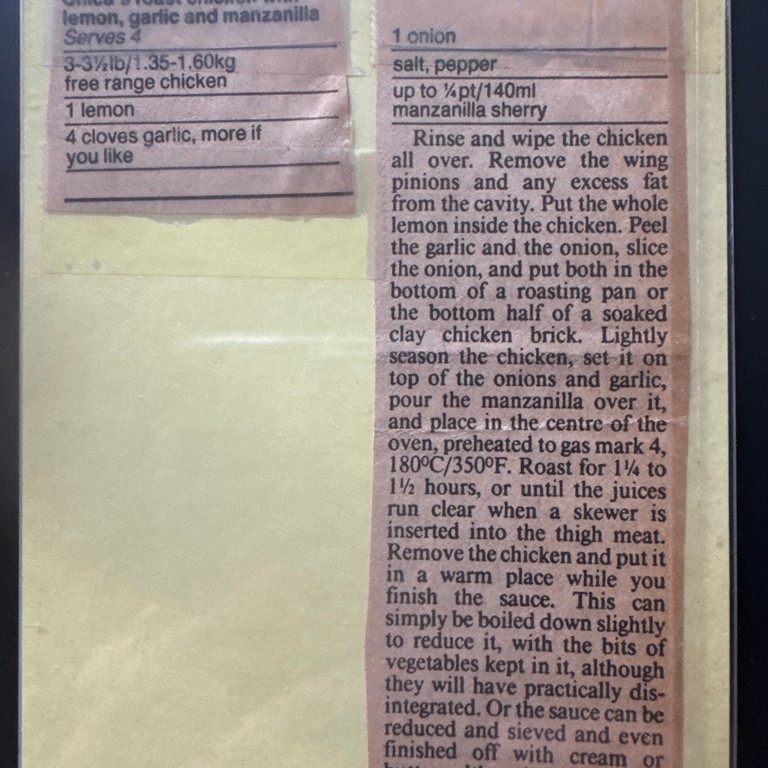 roast chicken with
lemon, garlic and manzanilla
Serves 4
3-3½lb/1.35-1.60kg
free range chicken
1 lemon
4 cloves garlic, more if
you like
1 onion
salt, pepper
up to ¼pt/140ml
manzanilla sherry
Rinse and wipe the chicken
all over. Remove the wing
pinions and any excess fat
from the cavity. Put the whole
lemon inside the chicken. Peel
the garlic and the onion, slice
the onion, and put both in the
bottom of a roasting pan or
the bottom half of a soaked
clay chicken brick. Lightly
season the chicken, set it on
top of the onions and garlic,
pour the manzanilla over it,
and place in the centre of the
oven, preheated to gas mark 4,
180ºC/350ºF. Roast for 1¼ to
1½ hours, or until the juices
run clear when a skewer is
inserted into the thigh meat.
Remove the chicken and put it
in a warm place while you
finish the sauce. This can
simply be boiled down slightly
to reduce it, with the bits of
vegetables kept in it, although
they will have practically dis-
integrated. Or the sauce can be
reduced and sieved and even
finished off with cream or